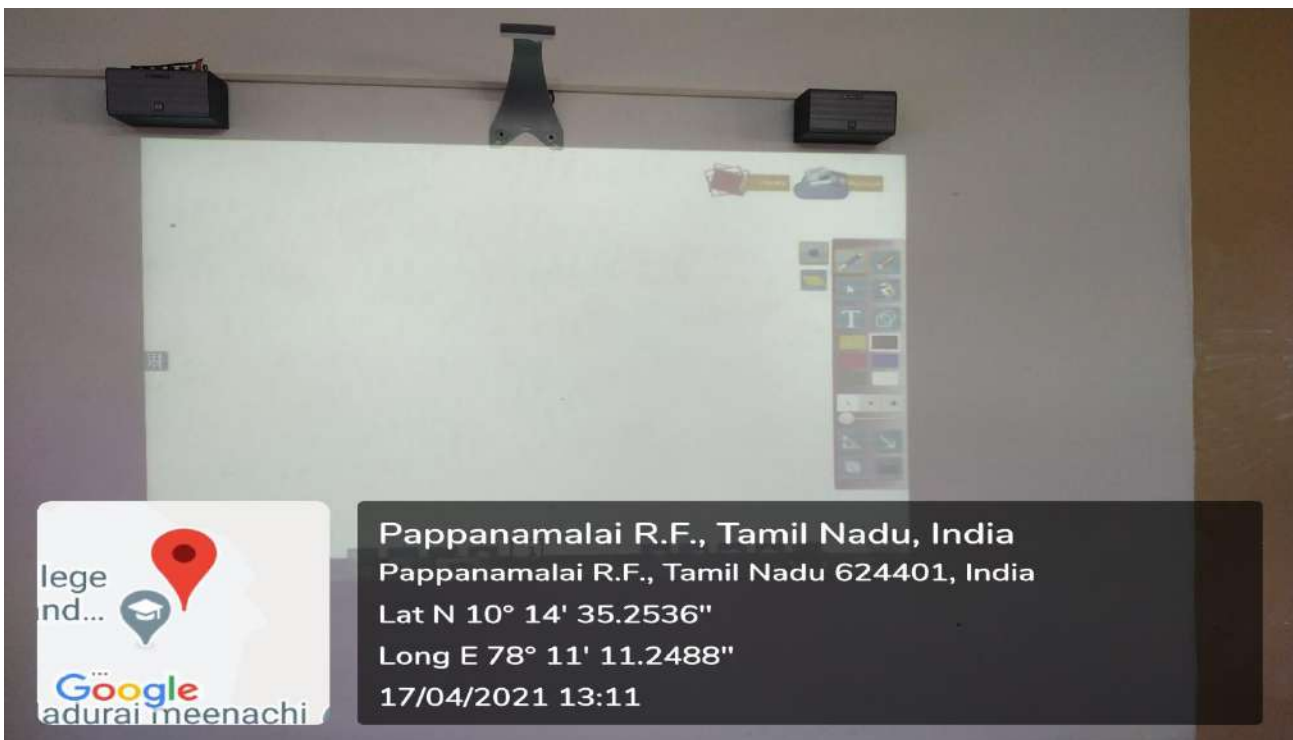 T
lege
nd...
Google
adurai meenachi
Pappanamalai R.F., Tamil Nadu, India
Pappanamalai R.F., Tamil Nadu 624401, India
Lat N 10° 14' 35.2536"
Long E 78° 11' 11.2488"
17/04/2021 13:11